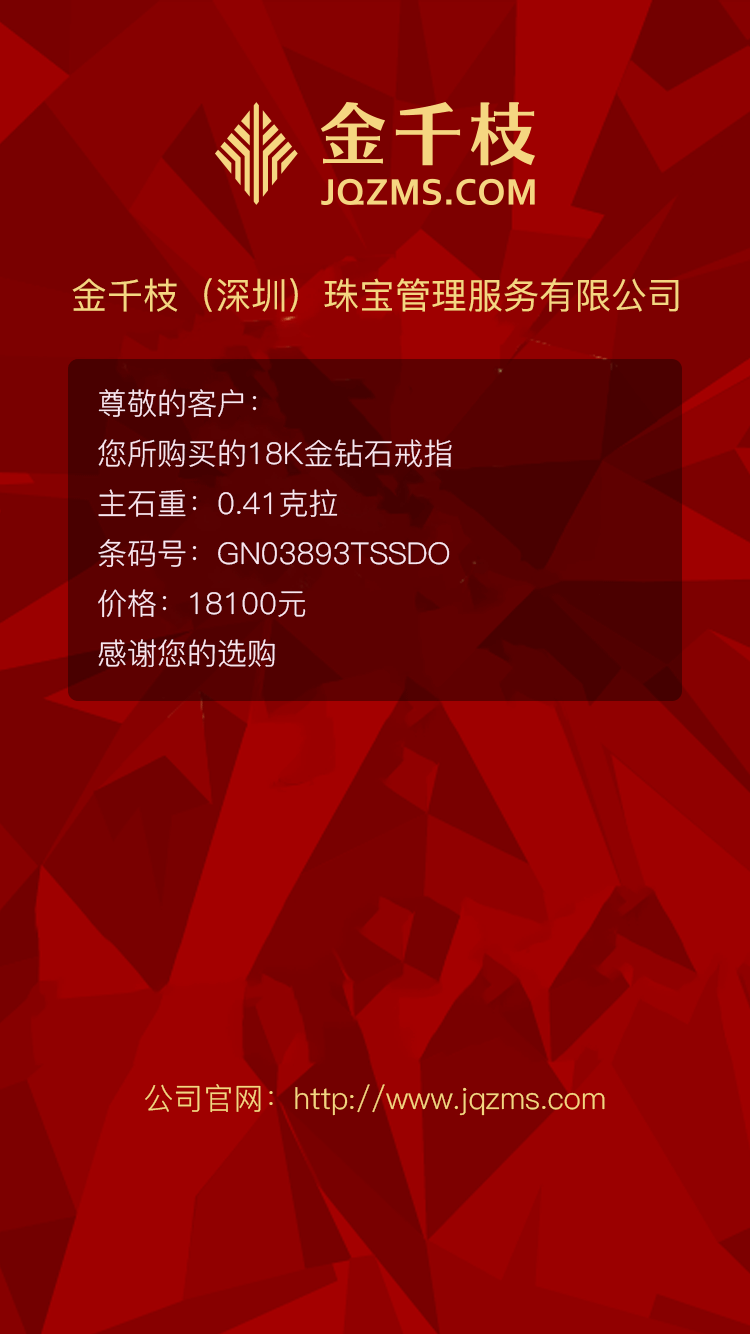 金千枝
JQZMS.COM
金千枝（深圳）珠宝管理服务有限公司
尊敬的客户：
您所购买的18K金钻石戒指
主石重：0.41克拉
条码号：GN03893TSSDO
价格：18100元
感谢您的选购
公司官网：http://www.jqzms.com